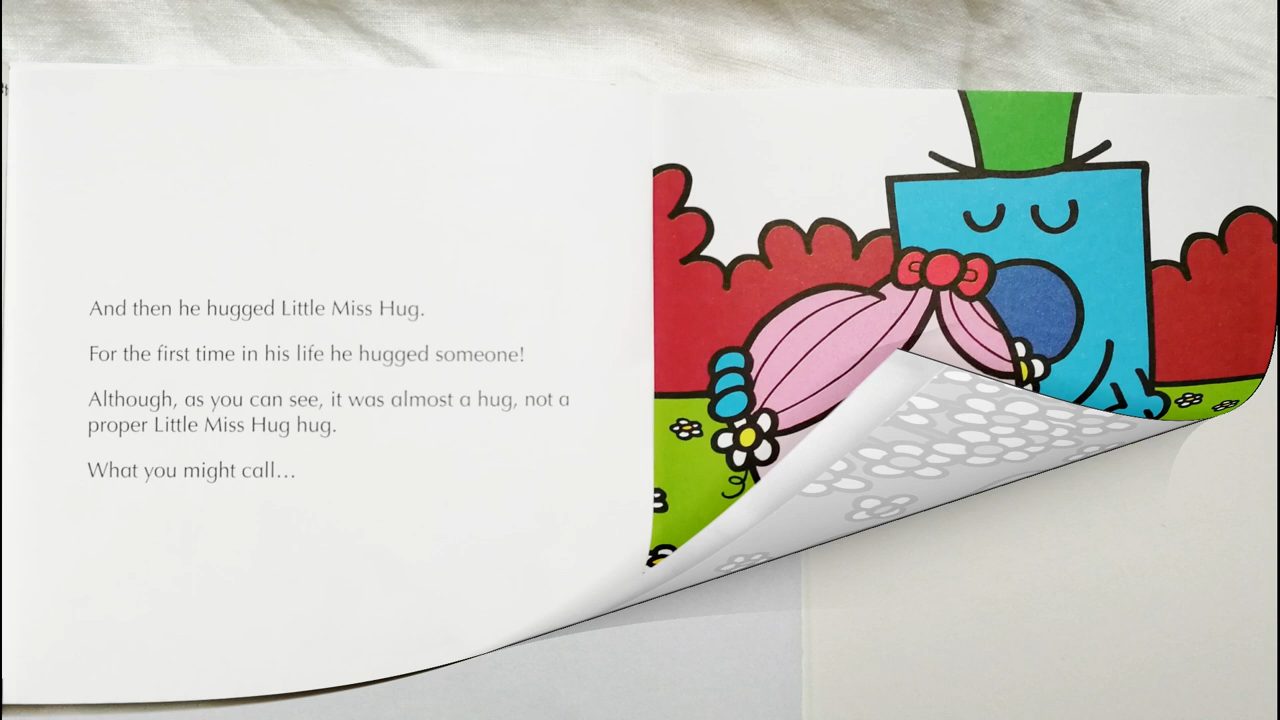 And then he hugged Little Miss Hug.
For the first time in his life he hugged someone!
Although, as you can see, it was almost a hug, not a
proper Little Miss Hug hug.
What you might call…